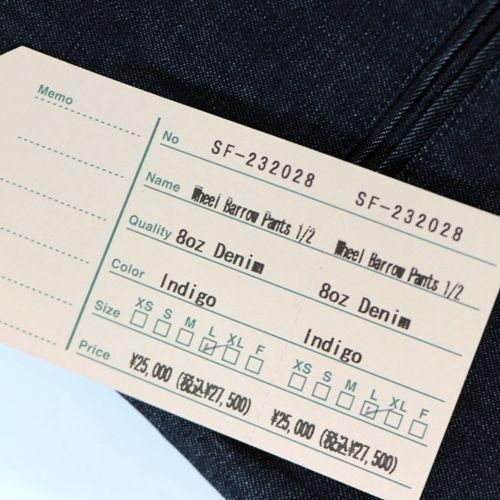 Memo
No SF-232028 SF-232028
Name Wheel Barrow Pants 1/2 Wheel Barrow Pants 1/2
Quality 8oz Denim 8oz Denim
Color Indigo Indigo
Size XS S M L XL F XS S M L XL F
Price ¥25,000 (税込¥27,500) ¥25,000 (税込¥27,500)